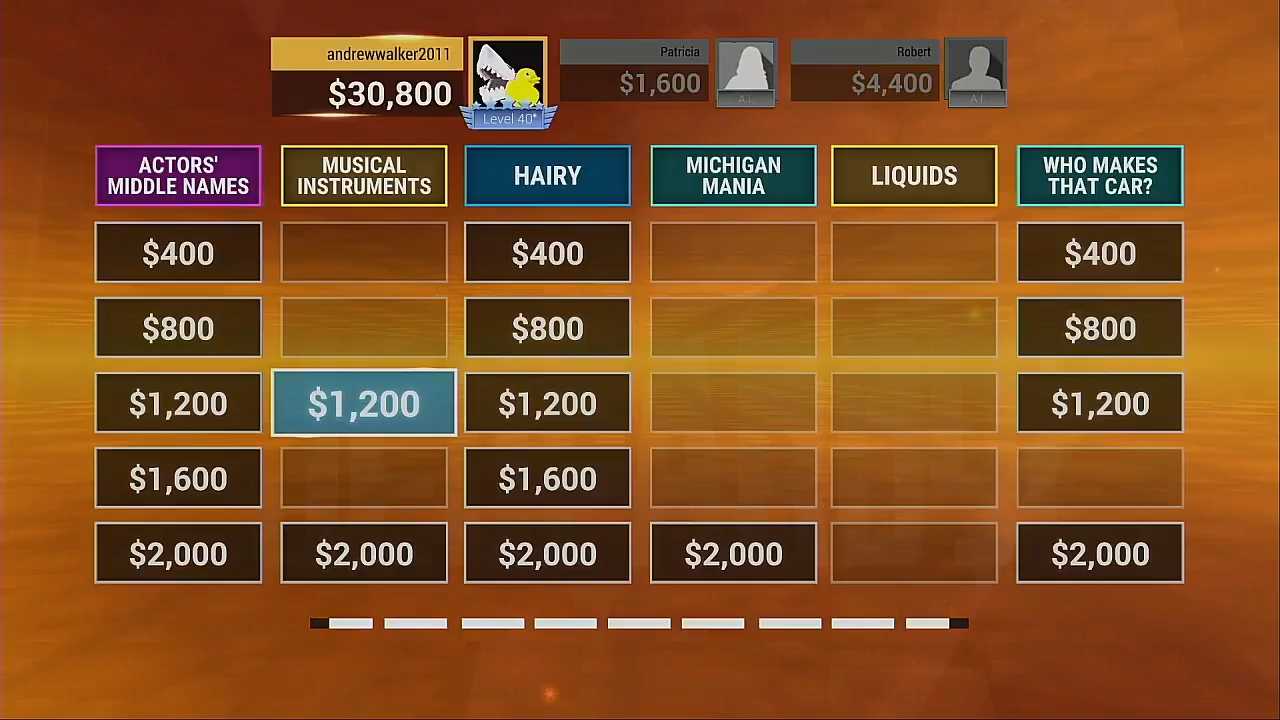 andrewwalker2011
$30,800
Level 40*
Patricia
$1,600
A.I.
Robert
$4,400
A.I.
ACTORS'
MIDDLE NAMES
MUSICAL
INSTRUMENTS
HAIRY
MICHIGAN
MANIA
LIQUIDS
WHO MAKES
THAT CAR?
$400 $400 $400
$800 $800 $800
$1,200 $1,200 $1,200 $1,200
$1,600 $1,600
$2,000 $2,000 $2,000 $2,000 $2,000